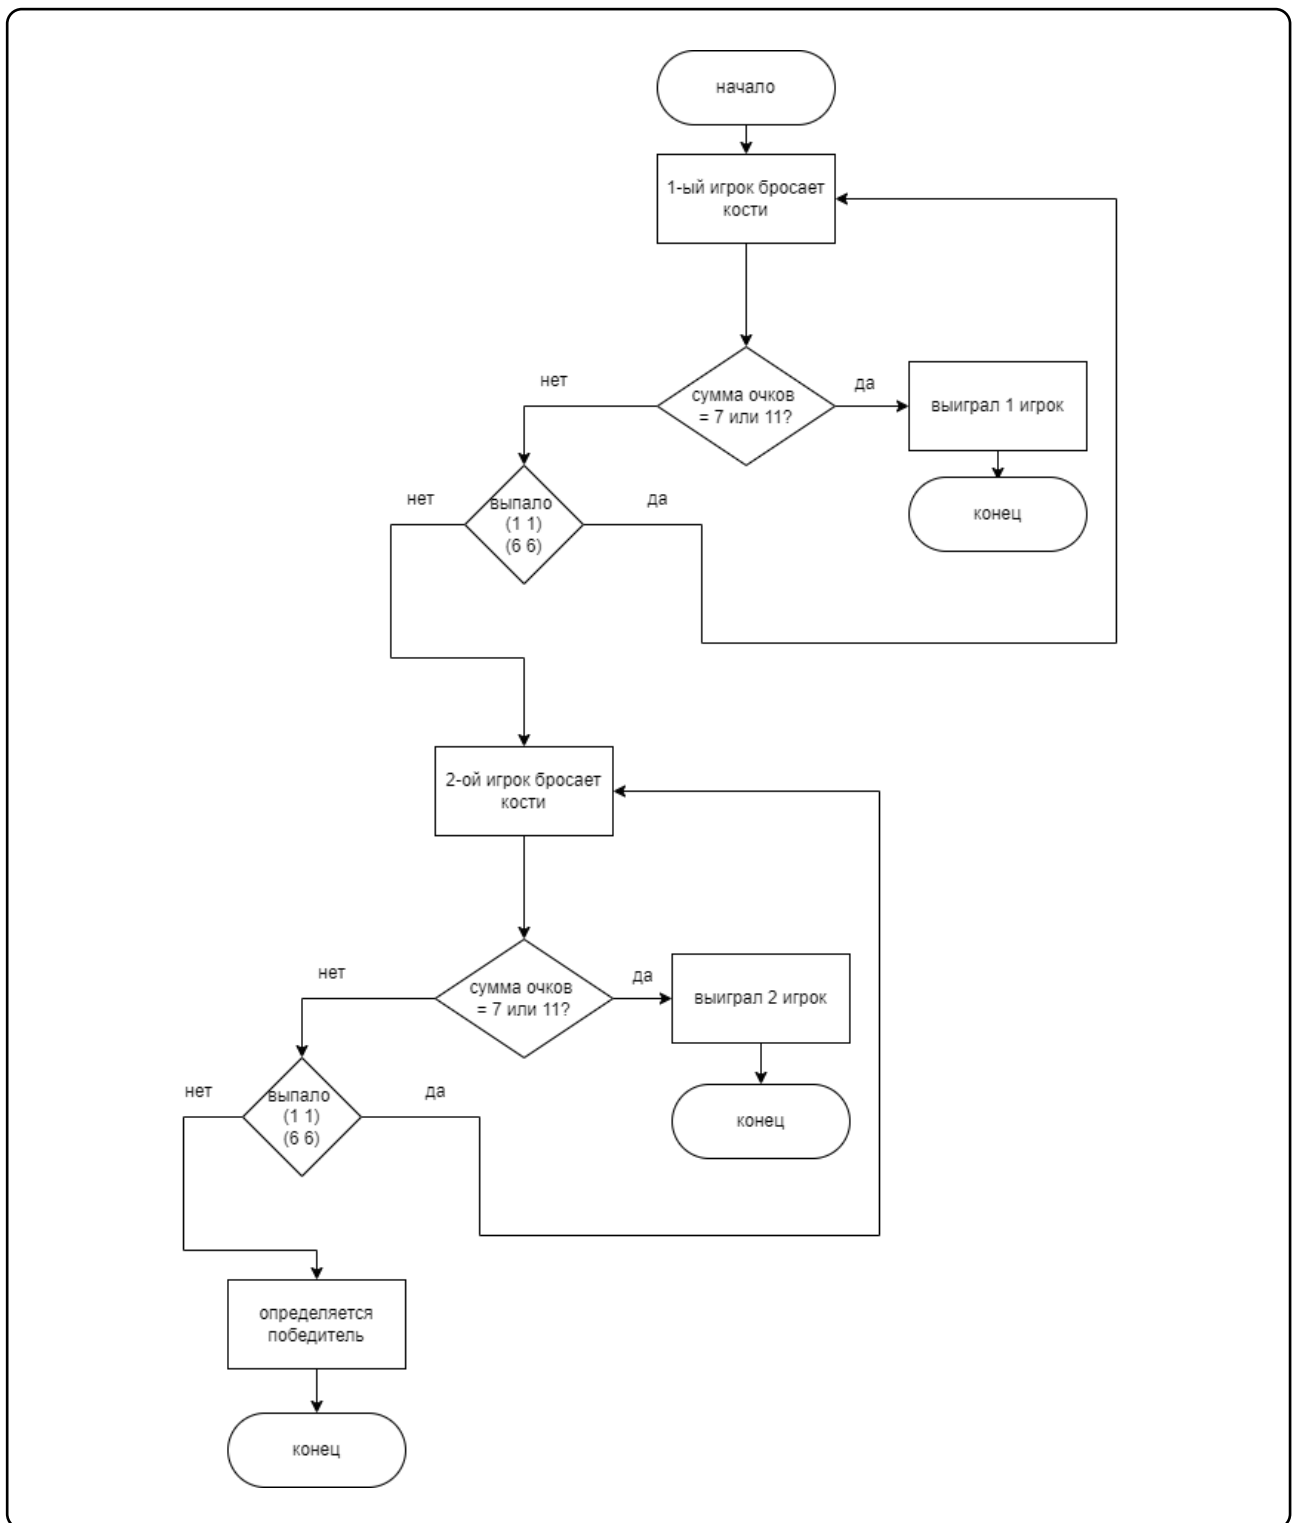 начало
1-ый игрок бросает
кости
нет
сумма очков
= 7 или 11?
да
выиграл 1 игрок
конец
нет
выпало
(1 1)
(6 6)
да
2-ой игрок бросает
кости
нет
сумма очков
= 7 или 11?
да
выиграл 2 игрок
конец
нет
выпало
(1 1)
(6 6)
да
определяется
победитель
конец